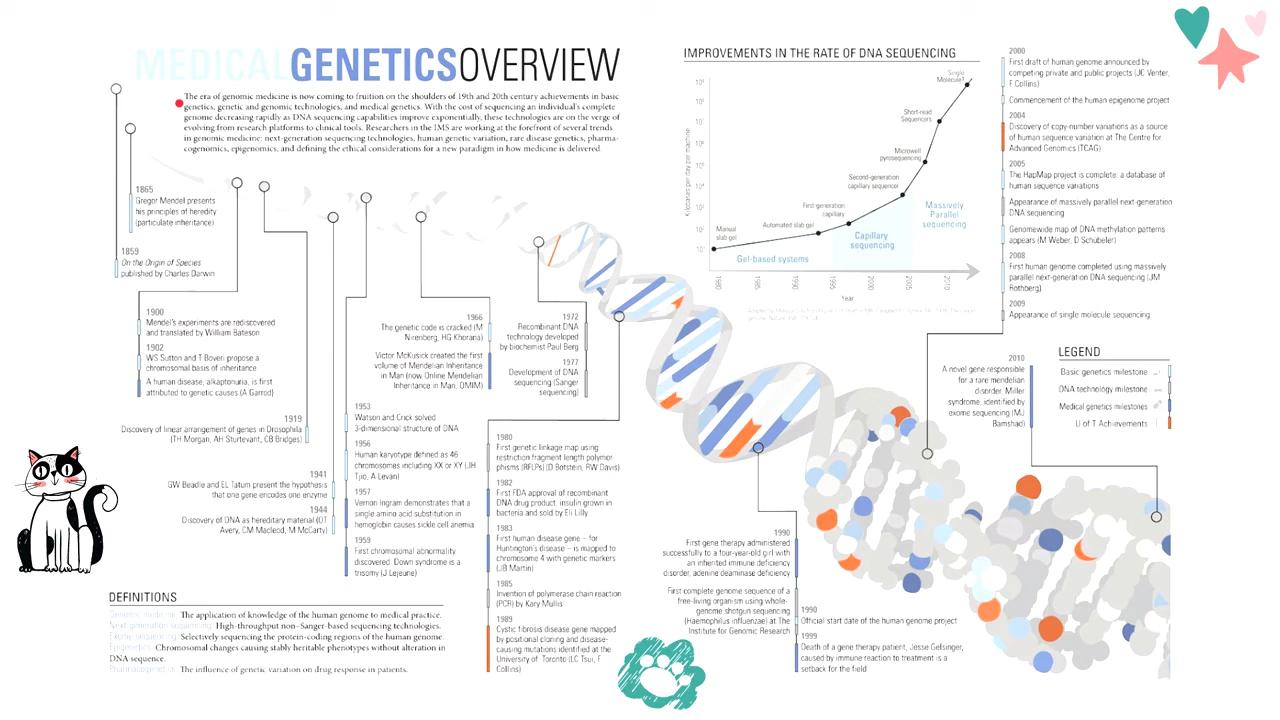 MEDICALGENETICSOVERVIEW
The era of genomic medicine is now coming to fruition on the shoulders of 19th and 20th century achievements in basic
genetics, genetic and genomic technologies, and medical genetics. With the cost of sequencing an individual's complete
genome decreasing rapidly as DNA sequencing capabilities improve exponentially, these technologies are on the verge of
evolving from research platforms to clinical tools. Researchers in the IMS are working at the forefront of several trends
in genomic medicine: next-generation sequencing technologies, human genetic variation, rare disease genetics, pharma-
cogenomics, epigenomics, and defining the ethical considerations for a new paradigm in how medicine is delivered.
1865
Gregor Mendel presents
his principles of heredity
(particulate inheritance)
1859
On the Origin of Species
published by Charles Darwin
1900
Mendel's experiments are rediscovered
and translated by William Bateson
1902
WS Sutton and T Boveri propose a
chromosomal basis of inheritance
A human disease, alkaptonuria, is first
attributed to genetic causes (A Garrod)
1919
Discovery of linear arrangement of genes in Drosophila
(TH Morgan, AH Sturtevant, CB Bridges)
1941
GW Beadle and EL Tatum present the hypothesis
that one gene encodes one enzyme
1944
Discovery of DNA as hereditary material (OT
Avery, CM Macleod, M McCarty)
1953
Watson and Crick solved
3-dimensional structure of DNA
1956
Human karyotype defined as 46
chromosomes including XX or XY (JH
Tjio, A Levan)
1957
Vernon Ingram demonstrates that a
single amino acid substitution in
hemoglobin causes sickle cell anemia
1959
First chromosomal abnormality
discovered. Down syndrome is a
trisomy (J Lejeune)
1966
The genetic code is cracked (M
Nirenberg, HG Khorana)
Victor McKusick created the first
volume of Mendelian Inheritance
in Man (now Online Mendelian
Inheritance in Man, OMIM)
1972
Recombinant DNA
technology developed
by biochemist Paul Berg
1977
Development of DNA
sequencing (Sanger
sequencing)
1980
First genetic linkage map using
restriction fragment length polymor-
phisms (RFLPs) (D Botstein, RW Davis)
1982
First FDA approval of recombinant
DNA drug product, insulin grown in
bacteria and sold by Eli Lilly
1983
First human disease gene – for
Huntington's disease – is mapped to
chromosome 4 with genetic markers
(JB Martin)
1985
Invention of polymerase chain reaction
(PCR) by Kary Mullis
1989
Cystic fibrosis disease gene mapped
by positional cloning and disease-
causing mutations identified at the
University of Toronto (LC Tsui, F
Collins)
DEFINITIONS
Genomic medicine: The application of knowledge of the human genome to medical practice.
Next-generation sequencing: High-throughput non–Sanger-based sequencing technologies.
Exome sequencing: Selectively sequencing the protein-coding regions of the human genome.
Epigenetics: Chromosomal changes causing stably heritable phenotypes without alteration in
DNA sequence.
Pharmacogenetics: The influence of genetic variation on drug response in patients.
IMPROVEMENTS IN THE RATE OF DNA SEQUENCING
Kilobases per day per machine
Single
Molecule?
Short-read
Sequencers
Microwell
pyrosequencing
Second-generation
capillary sequencer
First-generation
capillary
Automated slab gel
Manual
slab gel
Massively
Parallel
sequencing
Capillary
sequencing
Gel-based systems
1980 1985 1990 1995 2000 2005 2010
Year
1990
First gene therapy administered
successfully to a four-year-old girl with
an inherited immune deficiency
disorder, adenine deaminase deficiency
First complete genome sequence of a
free-living organism using whole-
genome shotgun sequencing
(Haemophilus influenzae) at The
Institute for Genomic Research
1990
Official start date of the human genome project
1999
Death of a gene therapy patient, Jesse Gelsinger,
caused by immune reaction to treatment is a
setback for the field
2000
First draft of human genome announced by
competing private and public projects (JC Venter,
F Collins)
Commencement of the human epigenome project
2004
Discovery of copy-number variations as a source
of human sequence variation at The Centre for
Advanced Genomics (TCAG)
2005
The HapMap project is complete: a database of
human sequence variations
Appearance of massively parallel next-generation
DNA sequencing
Genomewide map of DNA methylation patterns
appears (M Weber, D Schubeler)
2008
First human genome completed using massively
parallel next-generation DNA sequencing (JM
Rothberg)
2009
Appearance of single molecule sequencing
2010
A novel gene responsible
for a rare mendelian
disorder, Miller
syndrome, identified by
exome sequencing (MJ
Bamshad)
LEGEND
Basic genetics milestone
DNA technology milestone
Medical genetics milestones
U of T Achievements